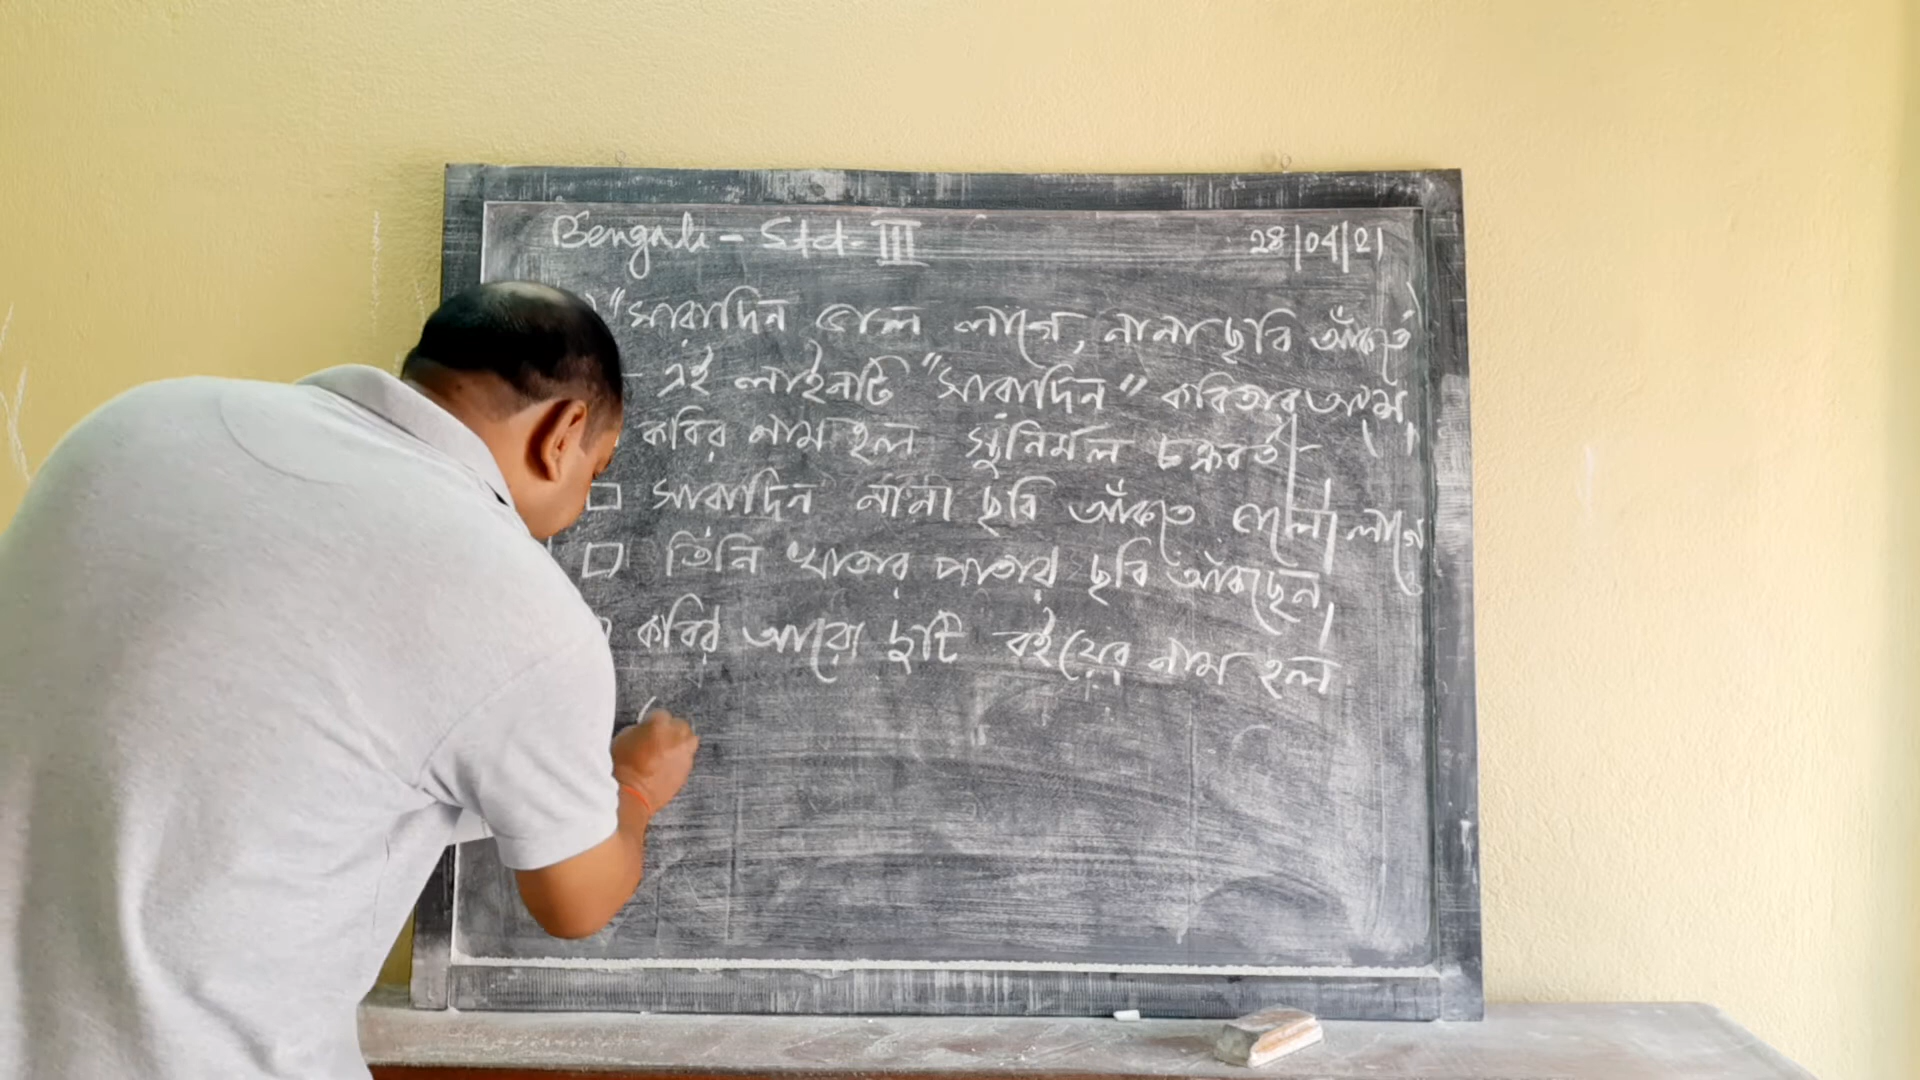 Bengali - Std - III 28/04/21
"সারাদিন ভাল লাগে, নানা ছবি আঁকতে
- এই লাইনটি "সারাদিন" কবিতার অংশ।
কবির নাম হল সুনির্মল চক্রবর্তী।
□ সারাদিন নানা ছবি আঁকতে ভালো লাগে
□ তিনি খাতার পাতায় ছবি আঁকছেন।
কবির আরো দুটি বইয়ের নাম হল